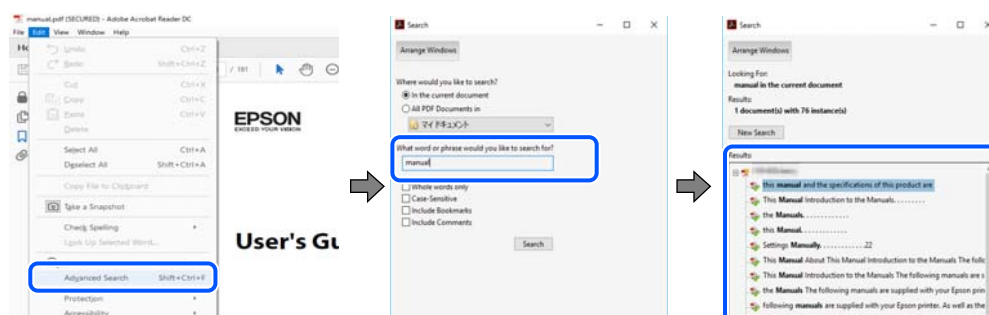 manual.pdf (SECURED) - Adobe Acrobat Reader DC
File Edit View Window Help
Undo Ctrl+Z
Redo Shift+Ctrl+Z
Cut Ctrl+X
Copy Ctrl+C
Paste Ctrl+V
Delete
Select All Ctrl+A
Deselect All Shift+Ctrl+A
Copy File to Clipboard
Take a Snapshot
Check Spelling
Look Up Selected Word...
Advanced Search Shift+Ctrl+F
Protection
Accessibility
/ 181
EPSON
EXCEED YOUR VISION
User's Gu
Search
Arrange Windows
Where would you like to search?
In the current document
All PDF Documents in
マイ ドキュメント
What word or phrase would you like to search for?
manual
Whole words only
Case-Sensitive
Include Bookmarks
Include Comments
Search
Search
Arrange Windows
Looking For:
manual in the current document
Results:
1 document(s) with 76 instance(s)
New Search
Results:
this manual and the specifications of this product are
This Manual Introduction to the Manuals.........
the Manuals.............
this Manual.............
Settings Manually.............22
This Manual About This Manual Introduction to the Manuals The follo
This Manual Introduction to the Manuals The following manuals are s
the Manuals The following manuals are supplied with your Epson prin
following manuals are supplied with your Epson printer. As well as the